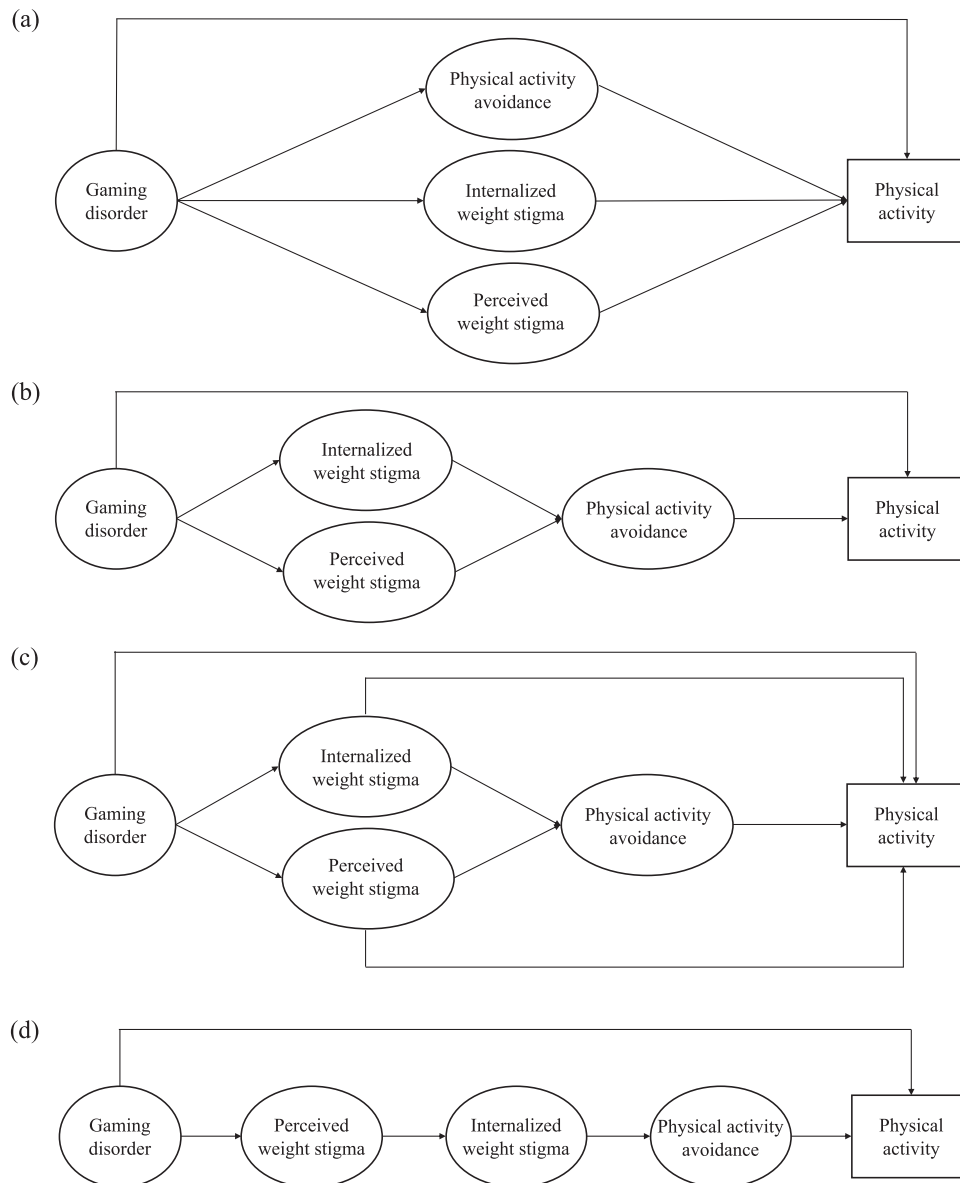 (a)
Physical activity
avoidance
Gaming
disorder
Internalized
weight stigma
Physical
activity
Perceived
weight stigma
(b)
Internalized
weight stigma
Gaming
disorder
Physical activity
avoidance
Physical
activity
Perceived
weight stigma
(c)
Internalized
weight stigma
Gaming
disorder
Physical activity
avoidance
Physical
activity
Perceived
weight stigma
(d)
Gaming
disorder
Perceived
weight stigma
Internalized
weight stigma
Physical activity
avoidance
Physical
activity